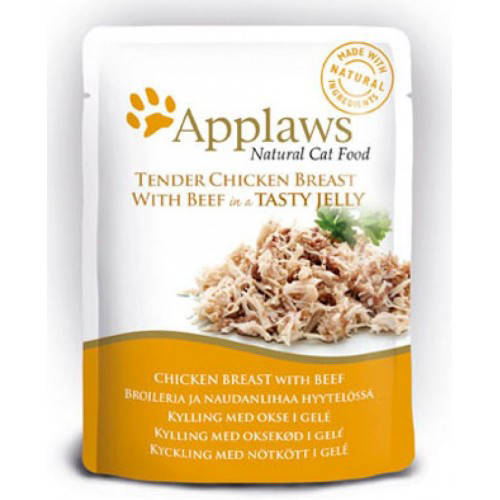 MADE WITH
NATURAL
INGREDIENTS
Applaws
Natural Cat Food
TENDER CHICKEN BREAST
WITH BEEF in a TASTY JELLY
CHICKEN BREAST WITH BEEF
BROILERIA JA NAUDANLIHAA HYYTELÖSSÄ
KYLLING MED OKSE I GELÉ
KYLLING MED OKSEKØD I GELÉ
KYCKLING MED NÖTKÖTT I GELÉ